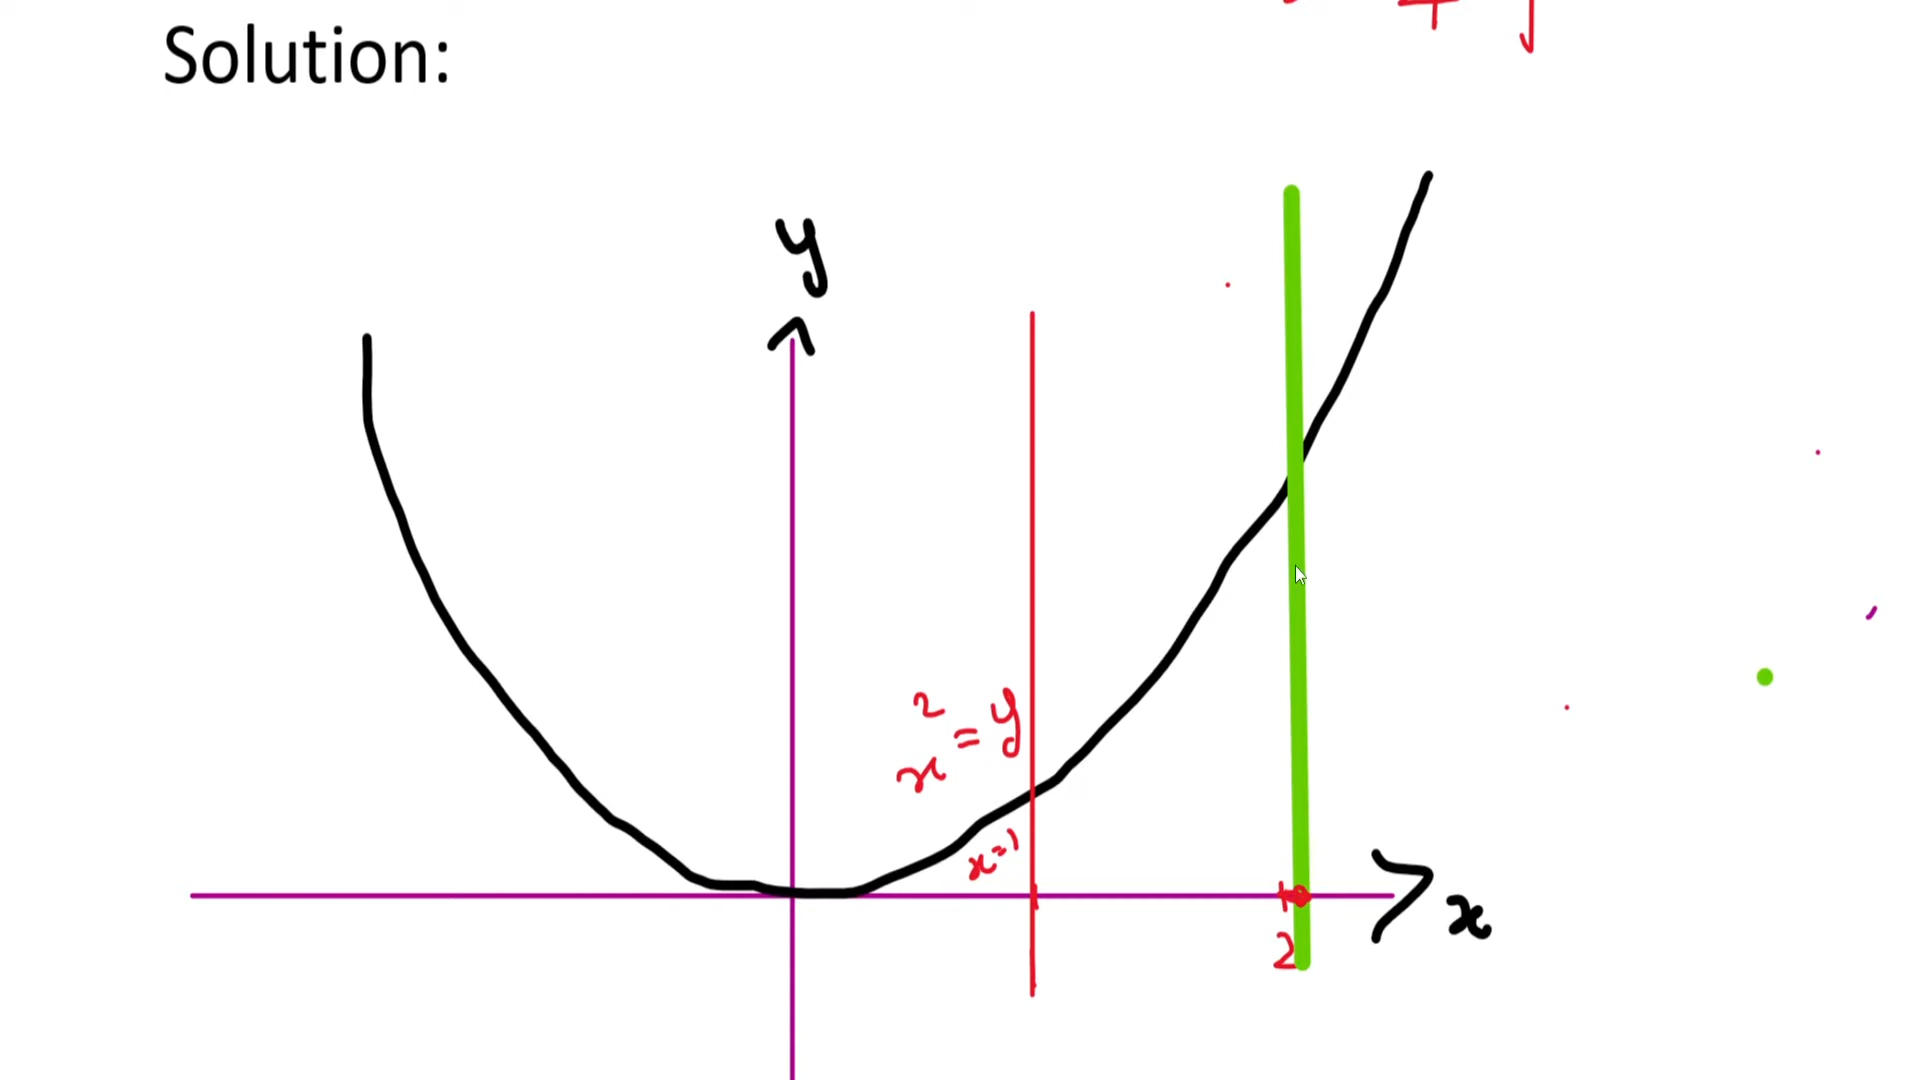 Solution:
y
x² = y
x=1
x
2